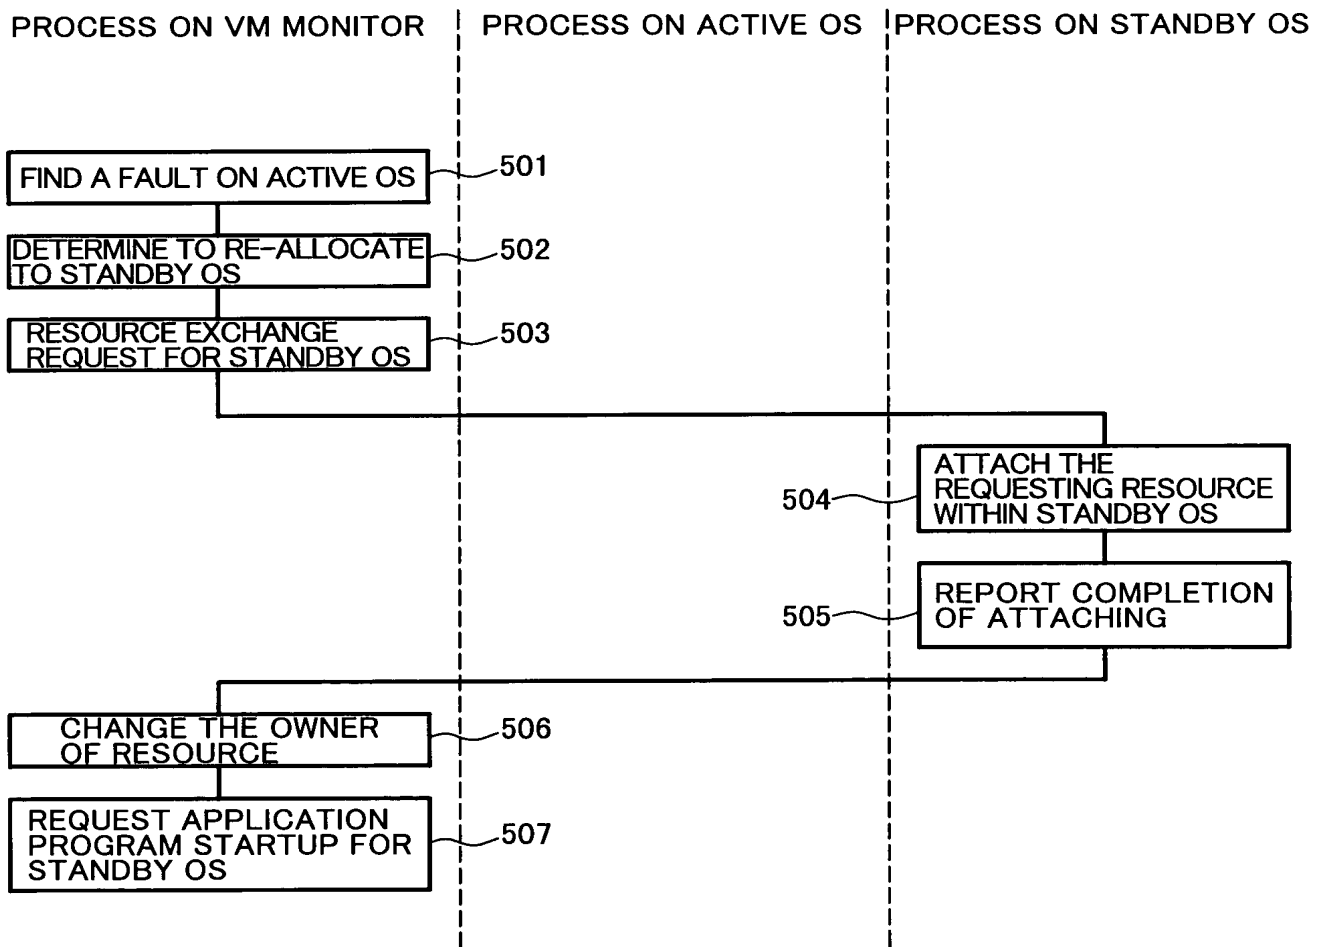 PROCESS ON VM MONITOR
PROCESS ON ACTIVE OS
PROCESS ON STANDBY OS
FIND A FAULT ON ACTIVE OS
501
DETERMINE TO RE-ALLOCATE
TO STANDBY OS
502
RESOURCE EXCHANGE
REQUEST FOR STANDBY OS
503
ATTACH THE
REQUESTING RESOURCE
WITHIN STANDBY OS
504
REPORT COMPLETION
OF ATTACHING
505
CHANGE THE OWNER
OF RESOURCE
506
REQUEST APPLICATION
PROGRAM STARTUP FOR
STANDBY OS
507